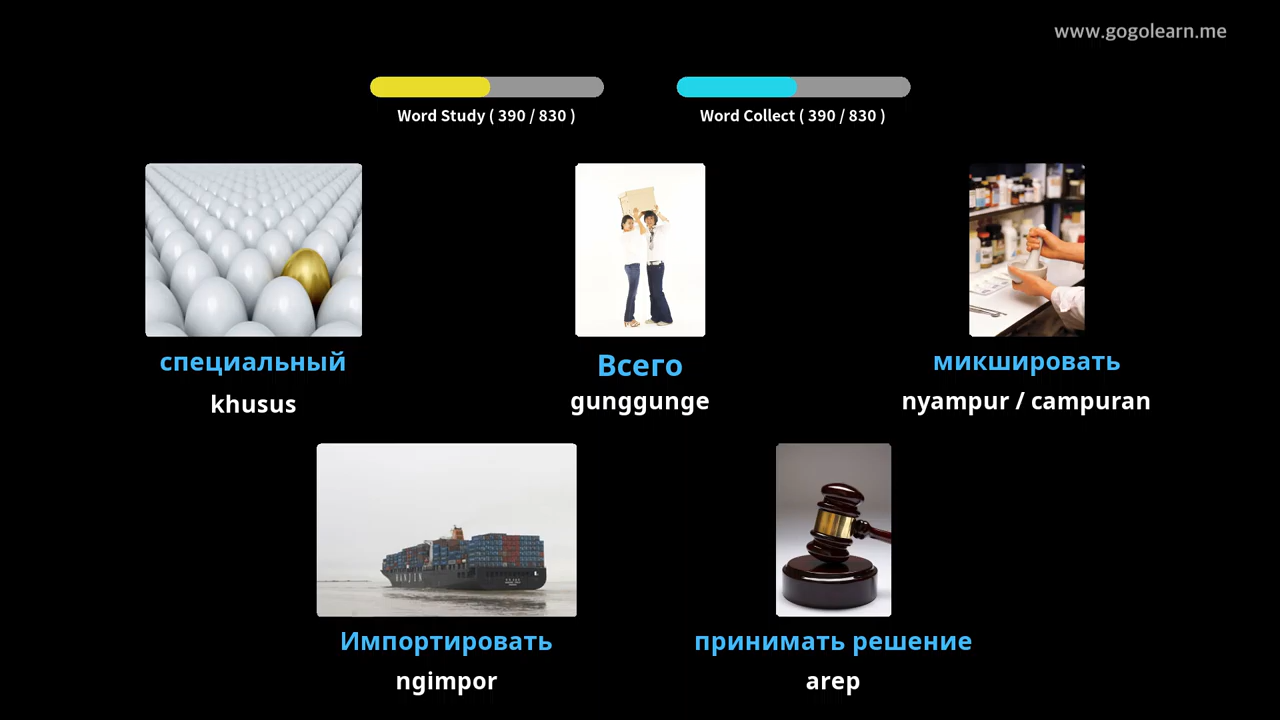 www.gogolearn.me
Word Study ( 390 / 830 )
Word Collect ( 390 / 830 )
специальный
Всего
микшировать
khusus
gunggunge
nyampur / campuran
Импортировать
принимать решение
ngimpor
arep